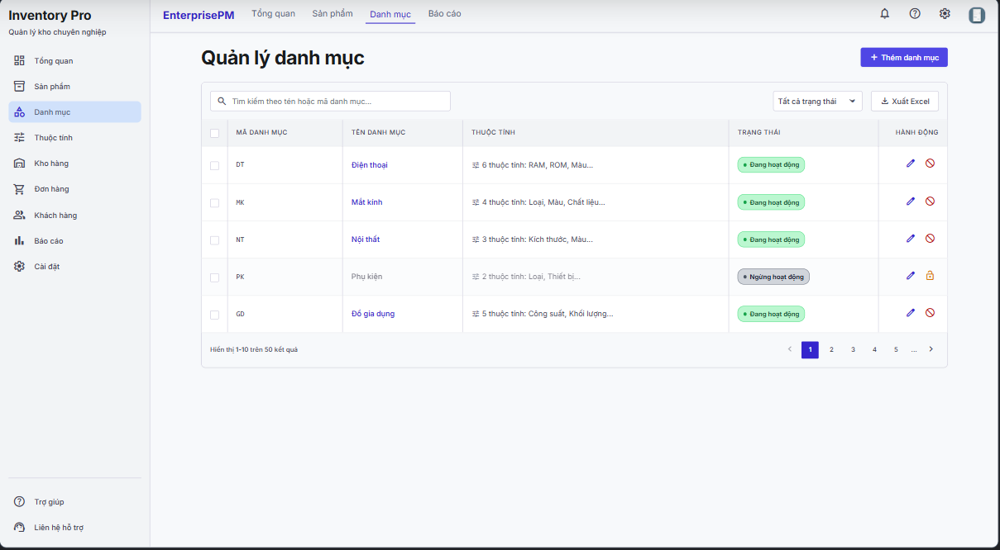 Inventory Pro
Quản lý kho chuyên nghiệp
Tổng quan
Sản phẩm
Danh mục
Thuộc tính
Kho hàng
Đơn hàng
Khách hàng
Báo cáo
Cài đặt
Trợ giúp
Liên hệ hỗ trợ
EnterprisePM Tổng quan Sản phẩm Danh mục Báo cáo
Quản lý danh mục
+ Thêm danh mục
Tìm kiếm theo tên hoặc mã danh mục...
Tất cả trạng thái
Xuất Excel
MÃ DANH MỤC TÊN DANH MỤC THUỘC TÍNH TRẠNG THÁI HÀNH ĐỘNG
DT Điện thoại 6 thuộc tính: RAM, ROM, Màu... Đang hoạt động
MK Mắt kính 4 thuộc tính: Loại, Màu, Chất liệu... Đang hoạt động
NT Nội thất 3 thuộc tính: Kích thước, Màu... Đang hoạt động
PK Phụ kiện 2 thuộc tính: Loại, Thiết bị... Ngừng hoạt động
GD Đồ gia dụng 5 thuộc tính: Công suất, Khối lượng... Đang hoạt động
Hiển thị 1-10 trên 50 kết quả
1 2 3 4 5 ...